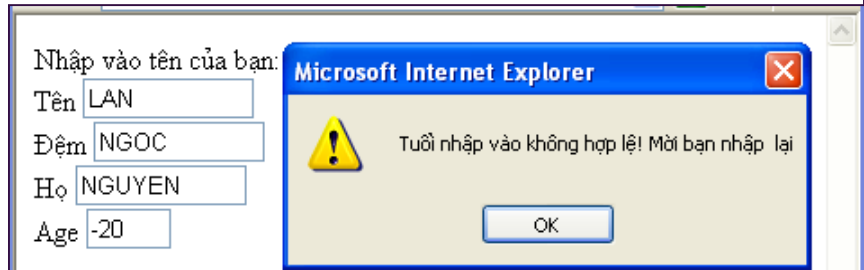 Nhập vào tên của bạn:
Tên LAN
Đệm NGOC
Họ NGUYEN
Age -20
Microsoft Internet Explorer
Tuổi nhập vào không hợp lệ! Mời bạn nhập lại
OK